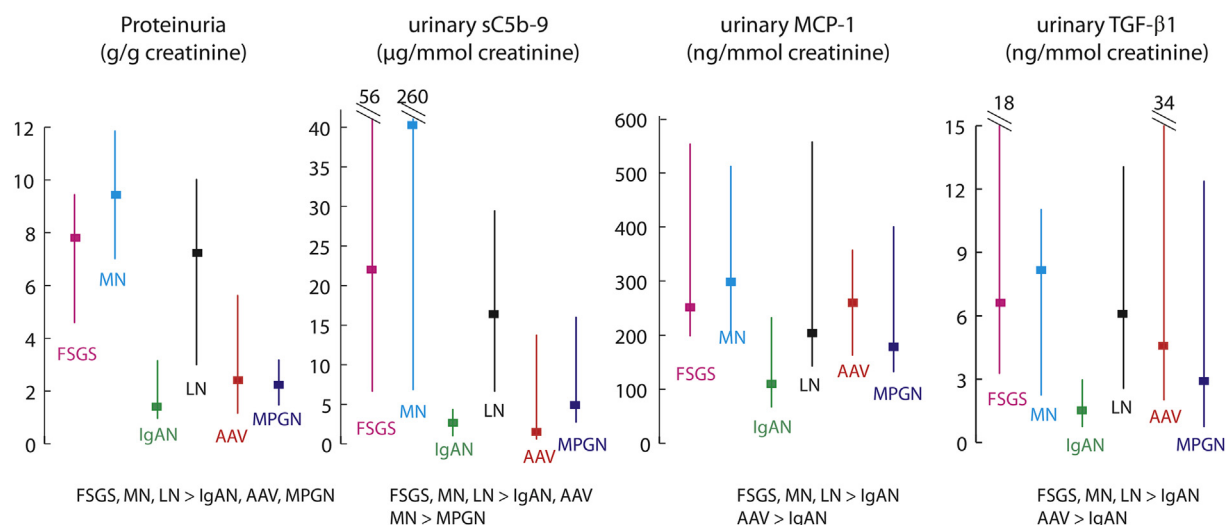 Proteinuria
(g/g creatinine)
12
10
8
6
4
2
0
FSGS
MN
IgAN
LN
AAV
MPGN
FSGS, MN, LN > IgAN, AAV, MPGN
urinary sC5b-9
(μg/mmol creatinine)
56
260
40
35
30
25
20
15
10
5
0
FSGS
MN
IgAN
LN
AAV
MPGN
FSGS, MN, LN > IgAN, AAV
MN > MPGN
urinary MCP-1
(ng/mmol creatinine)
600
500
400
300
200
100
0
FSGS
MN
IgAN
LN
AAV
MPGN
FSGS, MN, LN > IgAN
AAV > IgAN
urinary TGF-β1
(ng/mmol creatinine)
18
34
15
12
9
6
3
0
FSGS
MN
IgAN
LN
AAV
MPGN
FSGS, MN, LN > IgAN
AAV > IgAN